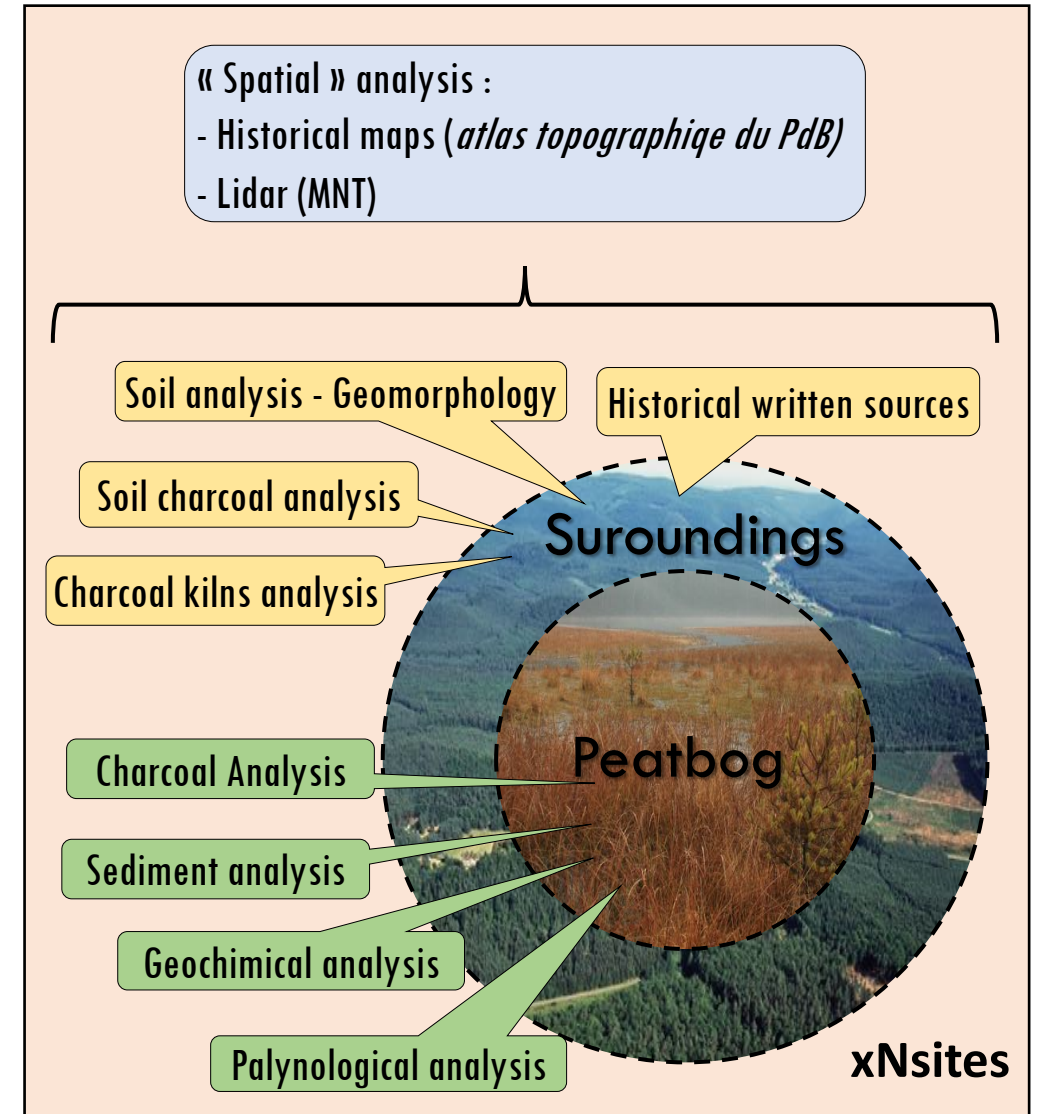 « Spatial » analysis :
- Historical maps (atlas topographiqe du PdB)
- Lidar (MNT)
Soil analysis - Geomorphology
Historical written sources
Soil charcoal analysis
Suroundings
Charcoal kilns analysis
Peatbog
Charcoal Analysis
Sediment analysis
Geochimical analysis
Palynological analysis
xNsites